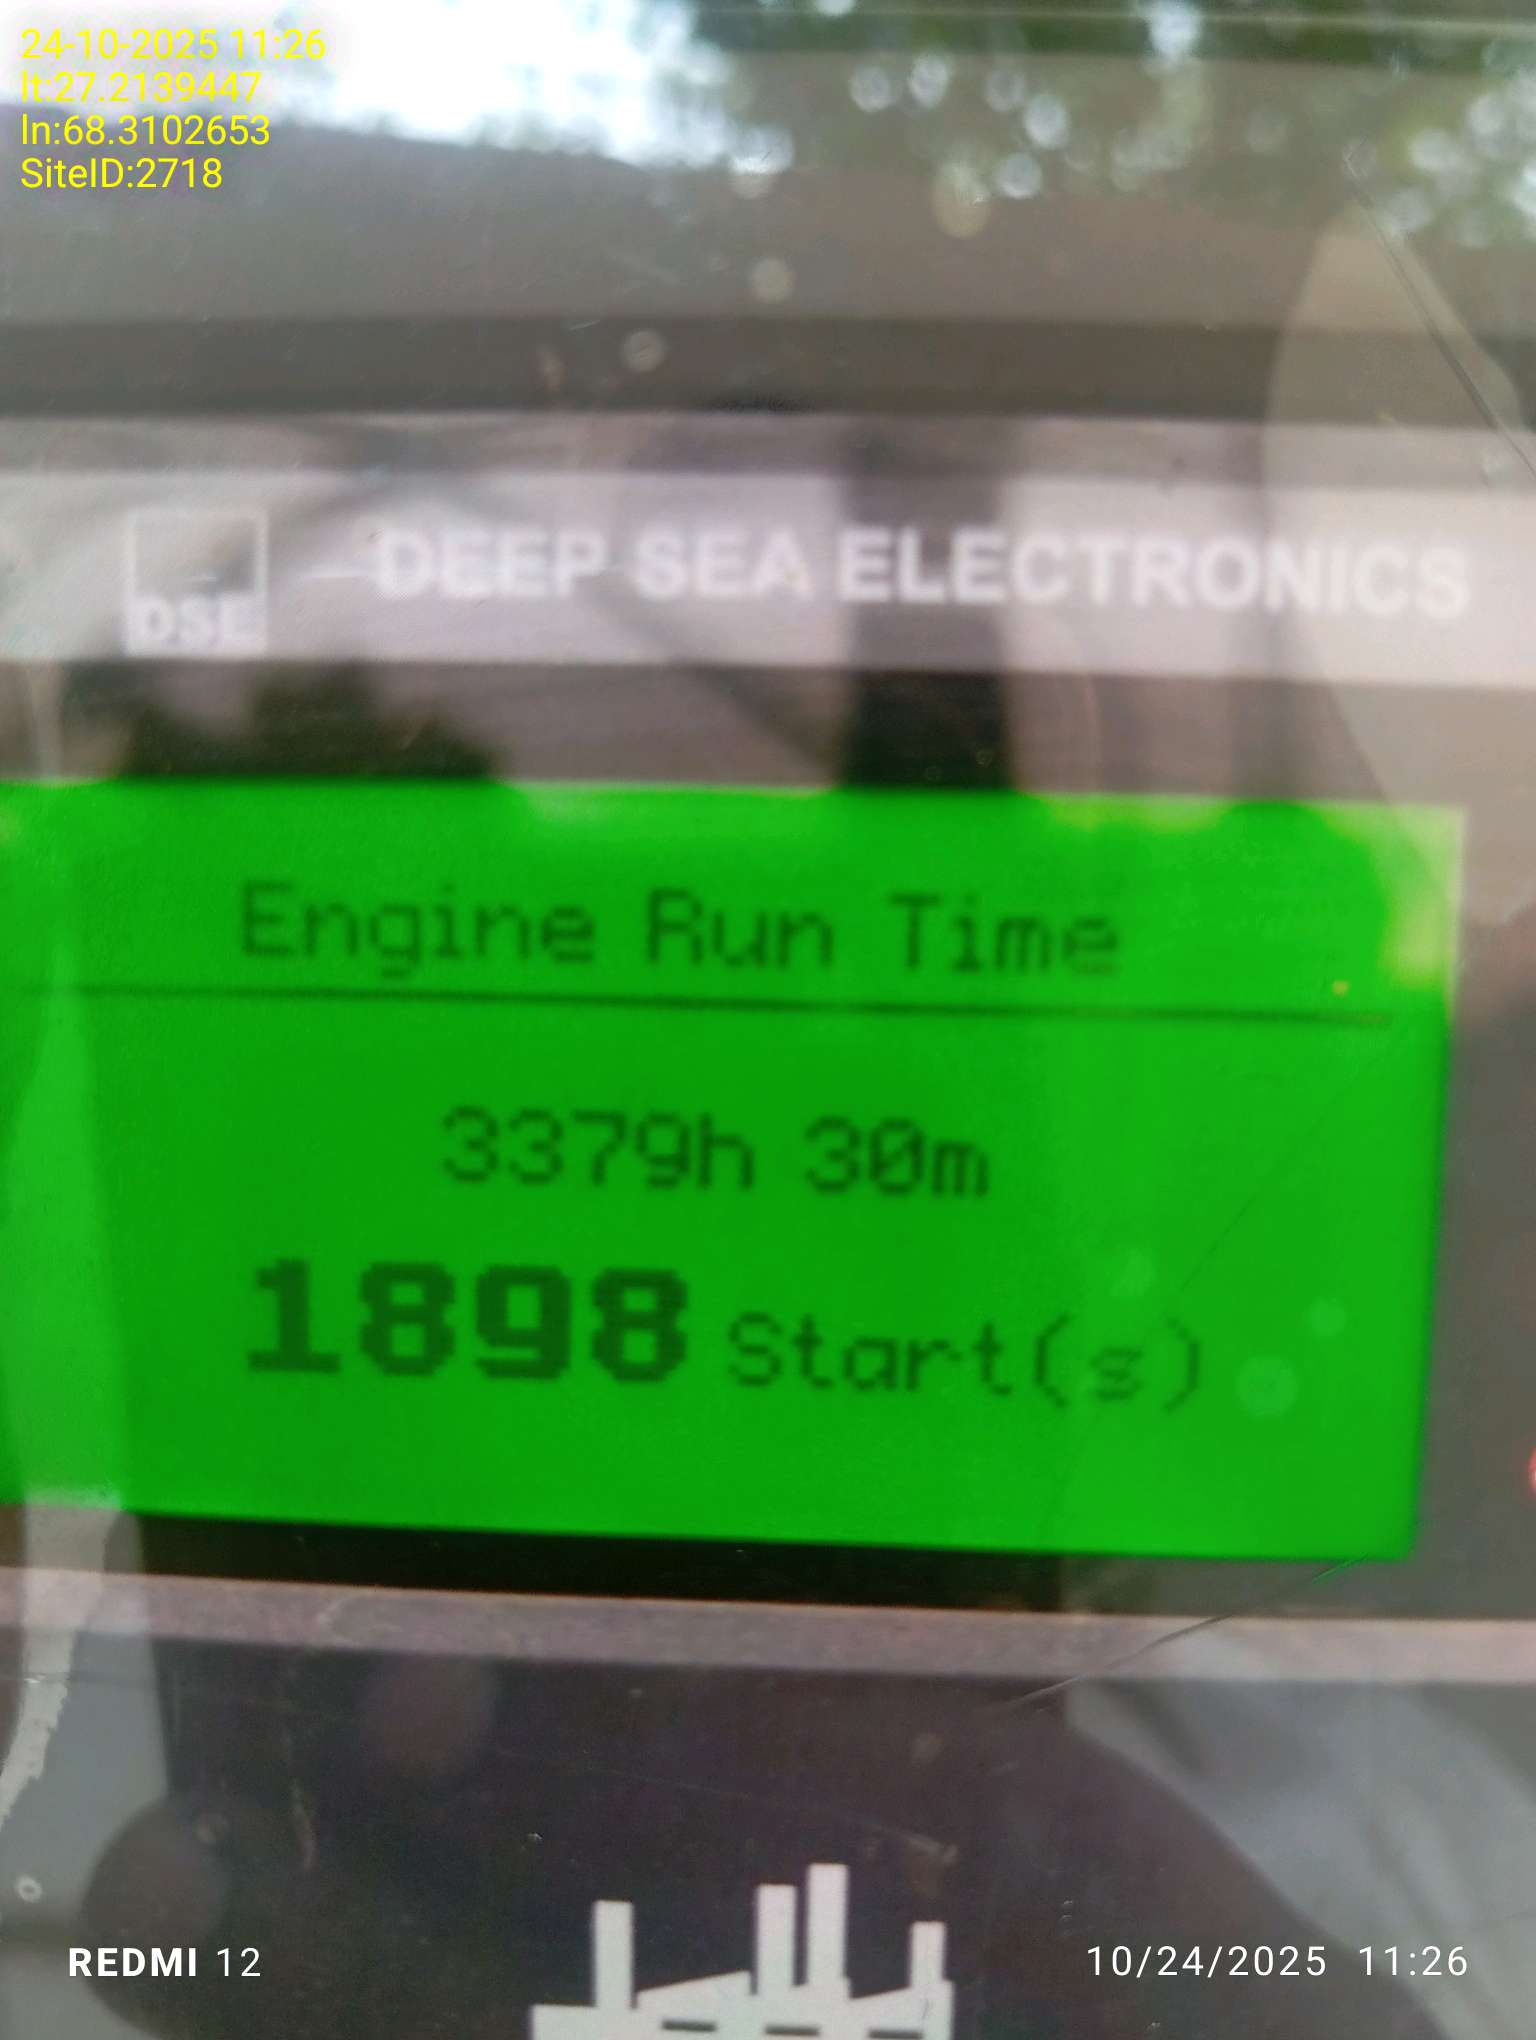 24-10-2025 11:26
lt:27.2139447
ln:68.3102653
SiteID:2718
DSE
DEEP SEA ELECTRONICS
Engine Run Time
3379h 30m
1898 Start(s)
REDMI 12
10/24/2025 11:26